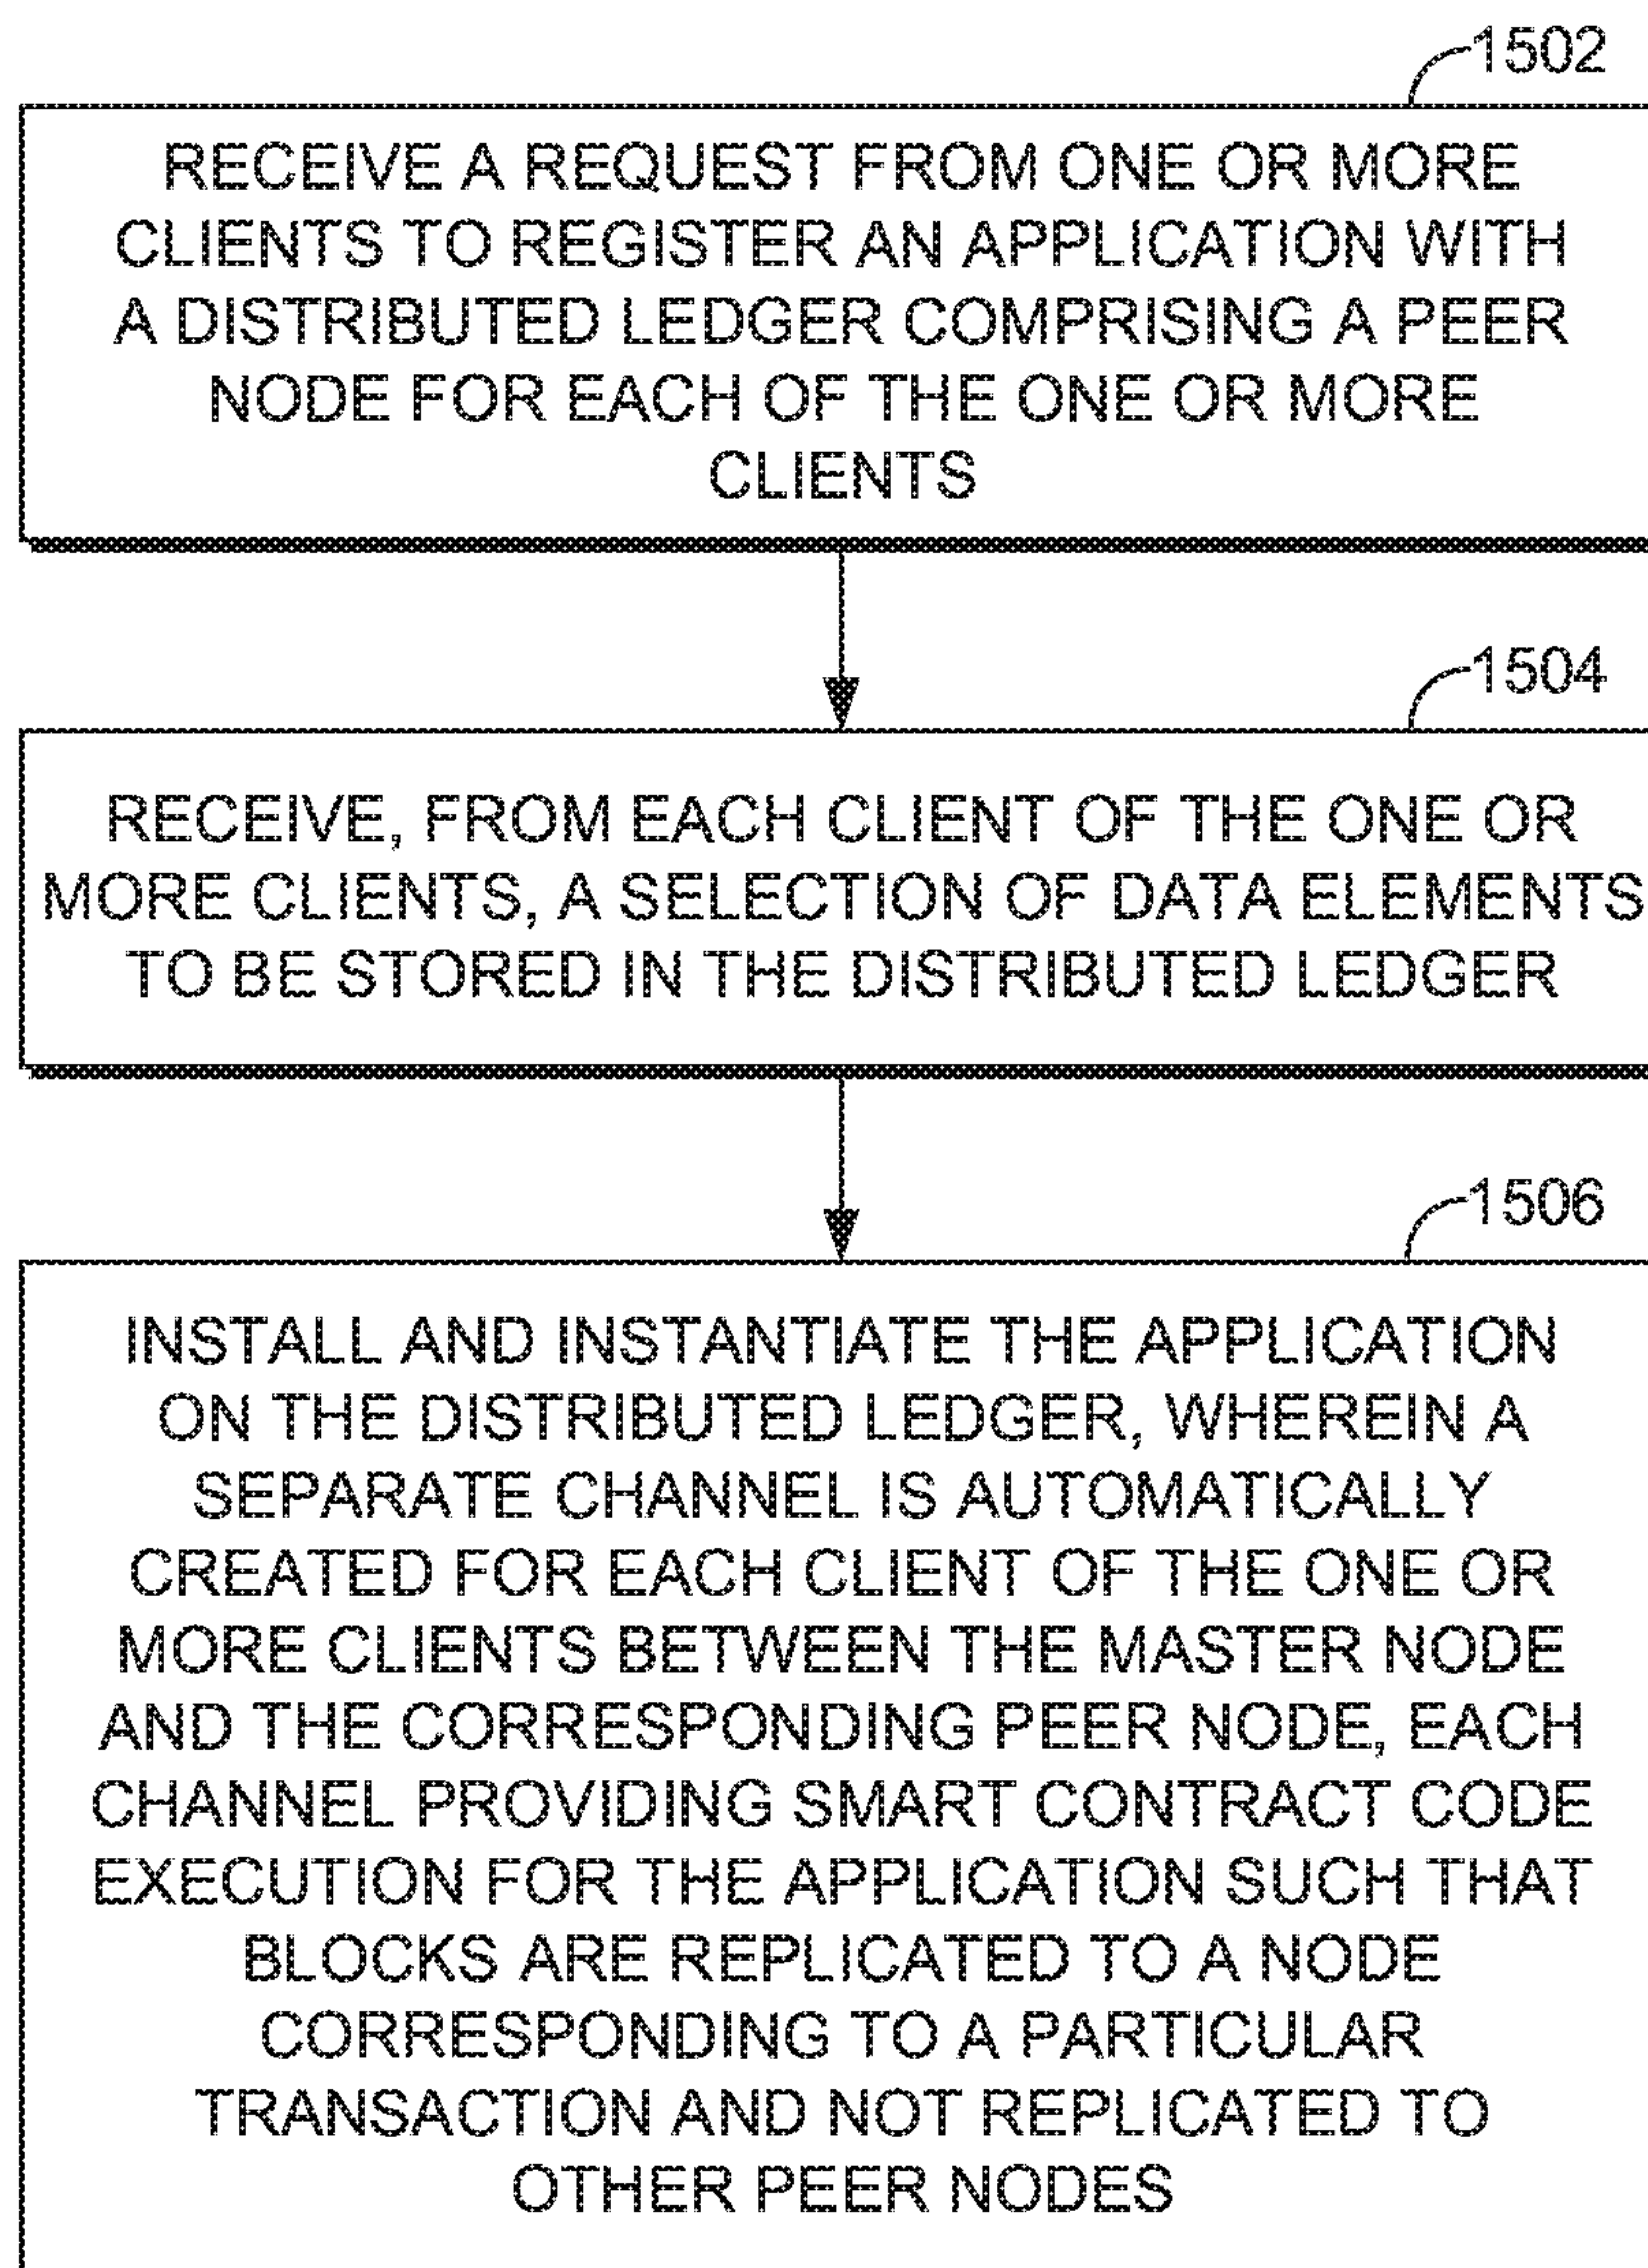 1502
RECEIVE A REQUEST FROM ONE OR MORE
CLIENTS TO REGISTER AN APPLICATION WITH
A DISTRIBUTED LEDGER COMPRISING A PEER
NODE FOR EACH OF THE ONE OR MORE
CLIENTS
1504
RECEIVE, FROM EACH CLIENT OF THE ONE OR
MORE CLIENTS, A SELECTION OF DATA ELEMENTS
TO BE STORED IN THE DISTRIBUTED LEDGER
1506
INSTALL AND INSTANTIATE THE APPLICATION
ON THE DISTRIBUTED LEDGER, WHEREIN A
SEPARATE CHANNEL IS AUTOMATICALLY
CREATED FOR EACH CLIENT OF THE ONE OR
MORE CLIENTS BETWEEN THE MASTER NODE
AND THE CORRESPONDING PEER NODE, EACH
CHANNEL PROVIDING SMART CONTRACT CODE
EXECUTION FOR THE APPLICATION SUCH THAT
BLOCKS ARE REPLICATED TO A NODE
CORRESPONDING TO A PARTICULAR
TRANSACTION AND NOT REPLICATED TO
OTHER PEER NODES